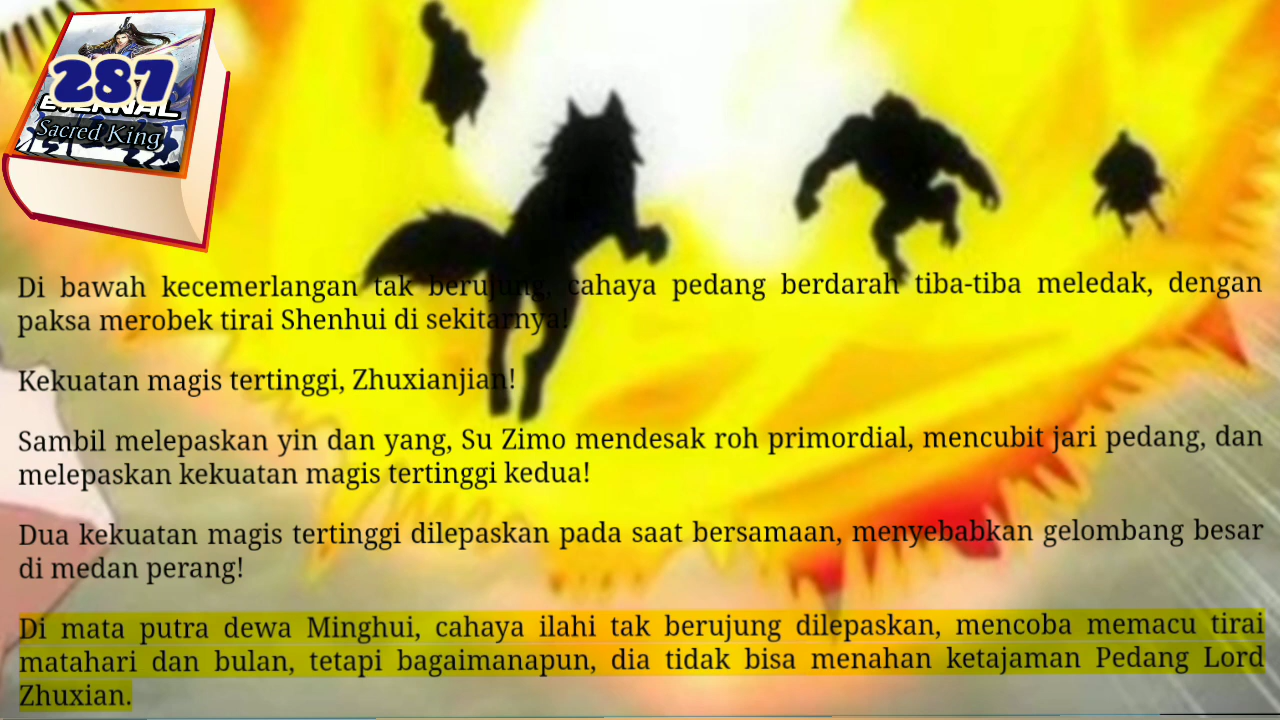 287
ETERNAL
Sacred King
Di bawah kecemerlangan tak berujung, cahaya pedang berdarah tiba-tiba meledak, dengan
paksa merobek tirai Shenhui di sekitarnya!
Kekuatan magis tertinggi, Zhuxianjian!
Sambil melepaskan yin dan yang, Su Zimo mendesak roh primordial, mencubit jari pedang, dan
melepaskan kekuatan magis tertinggi kedua!
Dua kekuatan magis tertinggi dilepaskan pada saat bersamaan, menyebabkan gelombang besar
di medan perang!
Di mata putra dewa Minghui, cahaya ilahi tak berujung dilepaskan, mencoba memacu tirai
matahari dan bulan, tetapi bagaimanapun, dia tidak bisa menahan ketajaman Pedang Lord
Zhuxian.